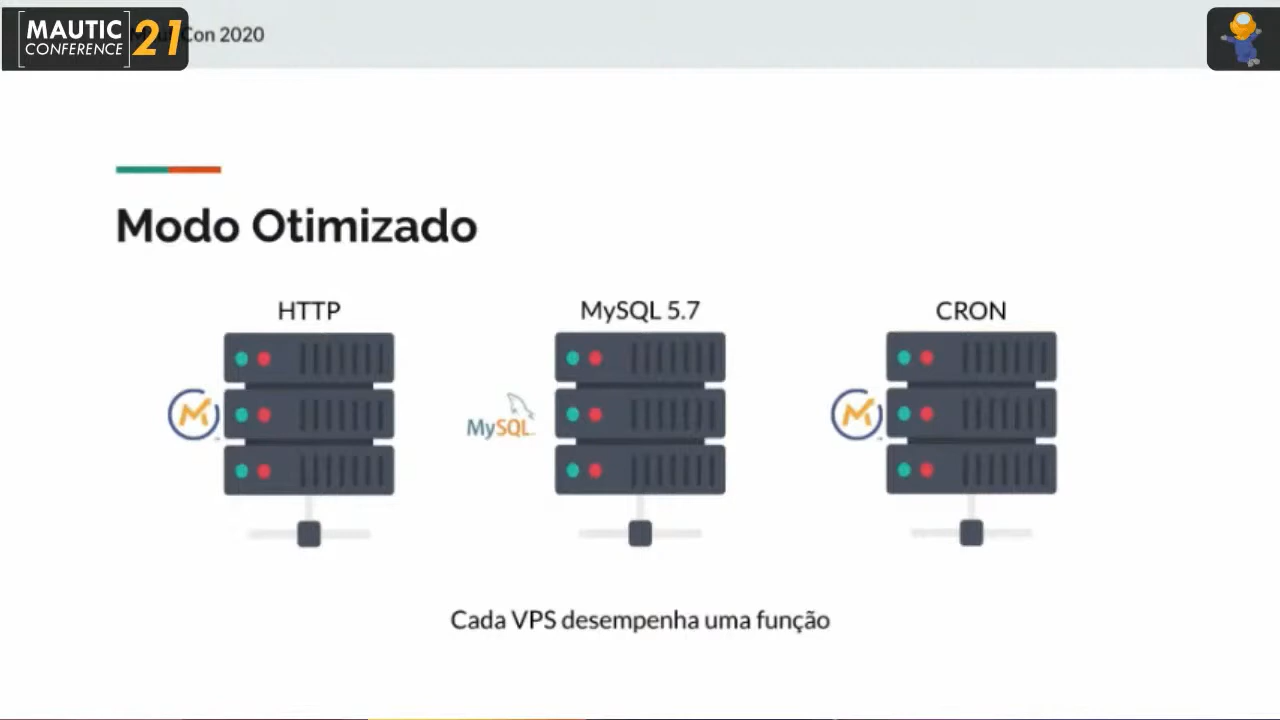 MAUTIC
CONFERENCE 21
Con 2020
Modo Otimizado
HTTP
MySQL 5.7
CRON
MySQL
Cada VPS desempenha uma função